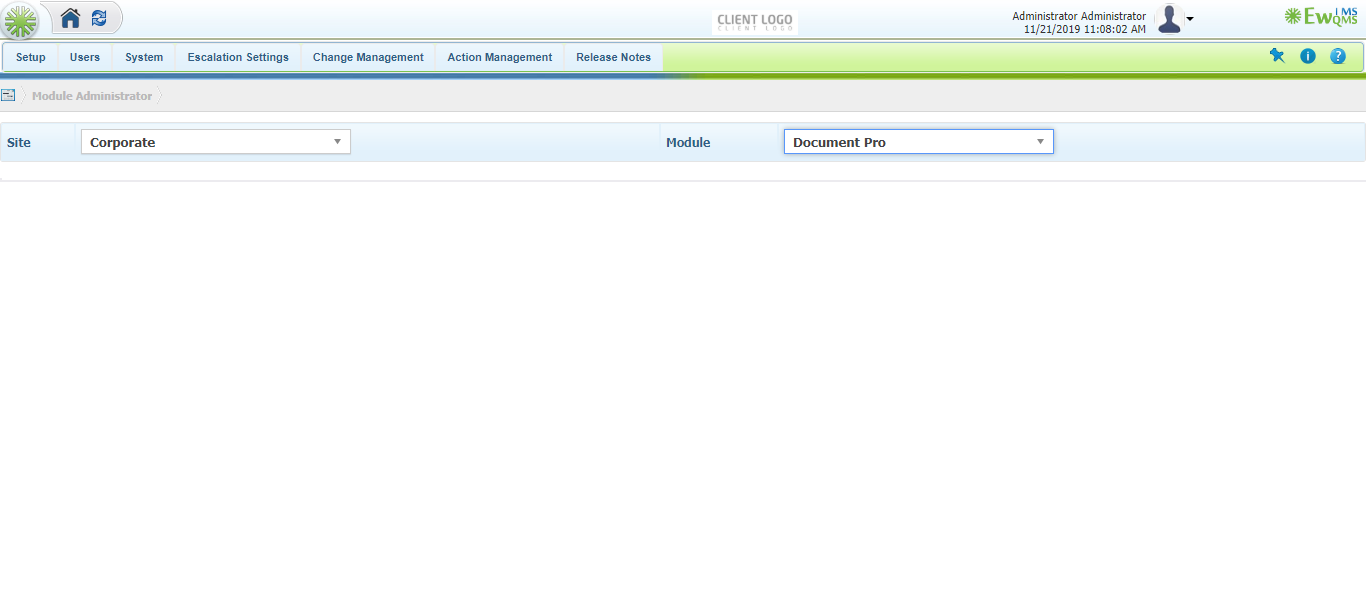 CLIENT LOGO
CLIENT LOGO
Administrator Administrator
11/21/2019 11:08:02 AM
EwQMS
iMS
Setup Users System Escalation Settings Change Management Action Management Release Notes
Module Administrator
Site Corporate Module Document Pro